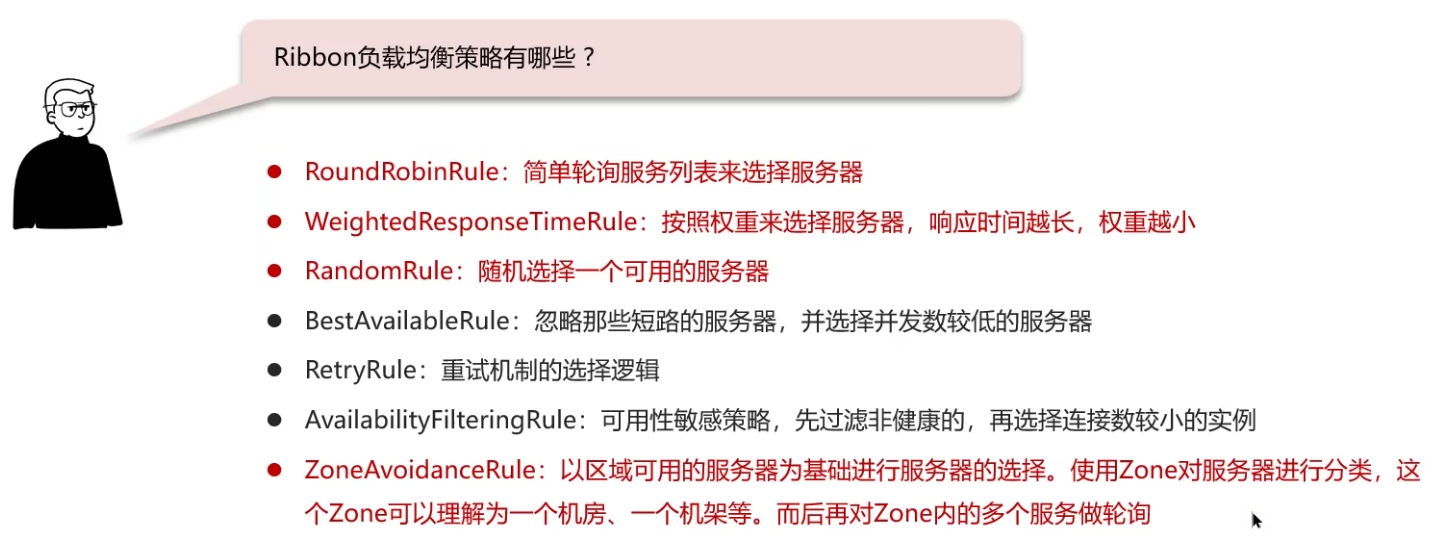 Ribbon负载均衡策略有哪些？
RoundRobinRule：简单轮询服务列表来选择服务器
WeightedResponseTimeRule：按照权重来选择服务器，响应时间越长，权重越小
RandomRule：随机选择一个可用的服务器
BestAvailableRule：忽略那些短路的服务器，并选择并发数较低的服务器
RetryRule：重试机制的选择逻辑
AvailabilityFilteringRule：可用性敏感策略，先过滤非健康的，再选择连接数较小的实例
ZoneAvoidanceRule：以区域可用的服务器为基础进行服务器的选择。使用Zone对服务器进行分类，这
个Zone可以理解为一个机房、一个机架等。而后再对Zone内的多个服务做轮询